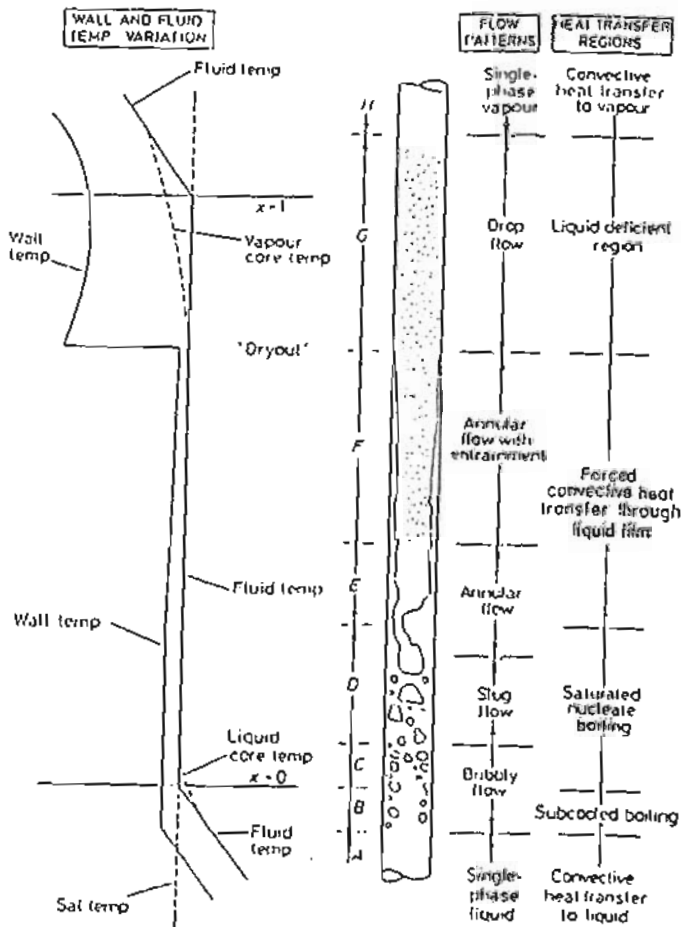 WALL AND FLUID
TEMP VARIATION
FLOW
PATTERNS
HEAT TRANSFER
REGIONS
Fluid temp
Single-
phase
vapour
Convective
heat transfer
to vapour
H
x=1
Wall
temp
Vapour
core temp
G
Drop
flow
Liquid deficient
region
"Dryout"
F
Annular
flow with
entrainment
Forced
convective heat
transfer through
liquid film
Fluid temp
E
Annular
flow
Wall temp
D
Slug
flow
Saturated
nucleate
boiling
Liquid
core temp
x=0
C
Bubbly
flow
B
Subcooled boiling
Fluid
temp
A
Sat temp
Single-
phase
liquid
Convective
heat transfer
to liquid